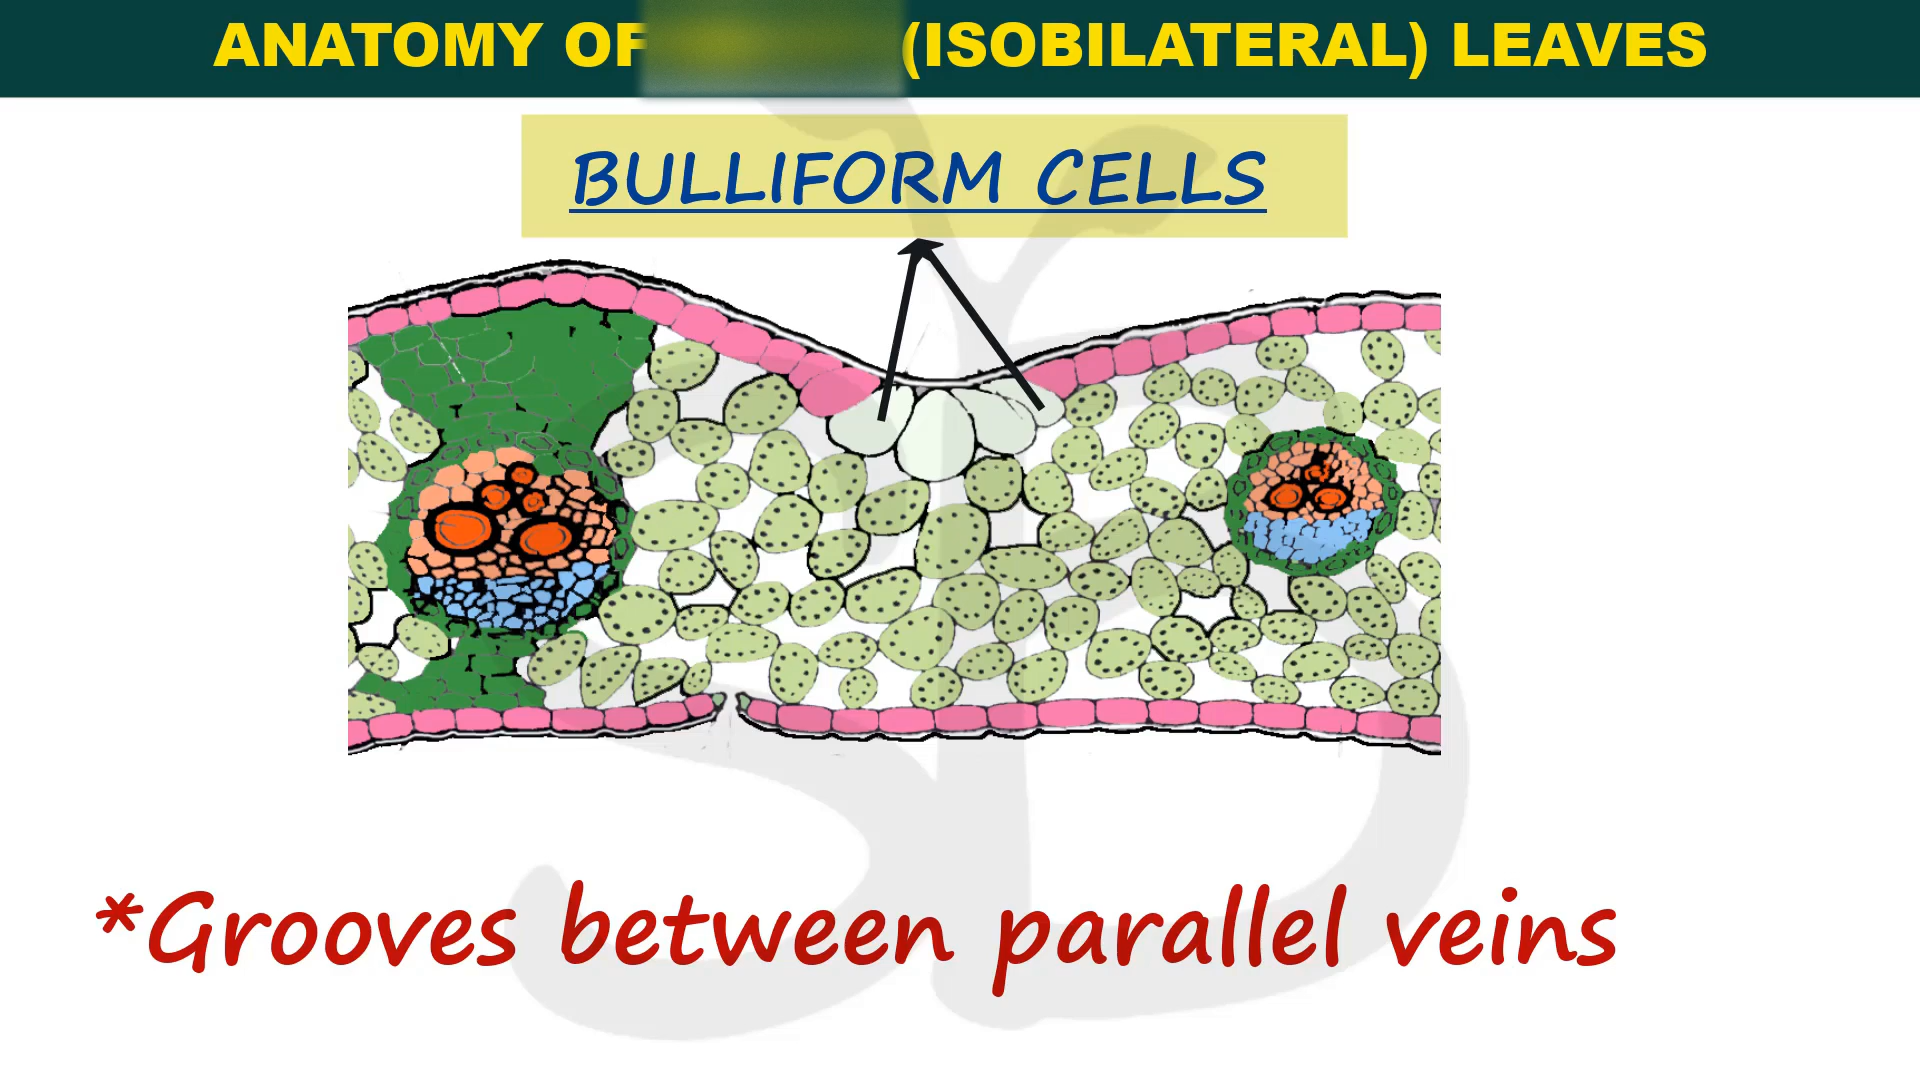 ANATOMY OF (ISOBILATERAL) LEAVES
BULLIFORM CELLS
*Grooves between parallel veins